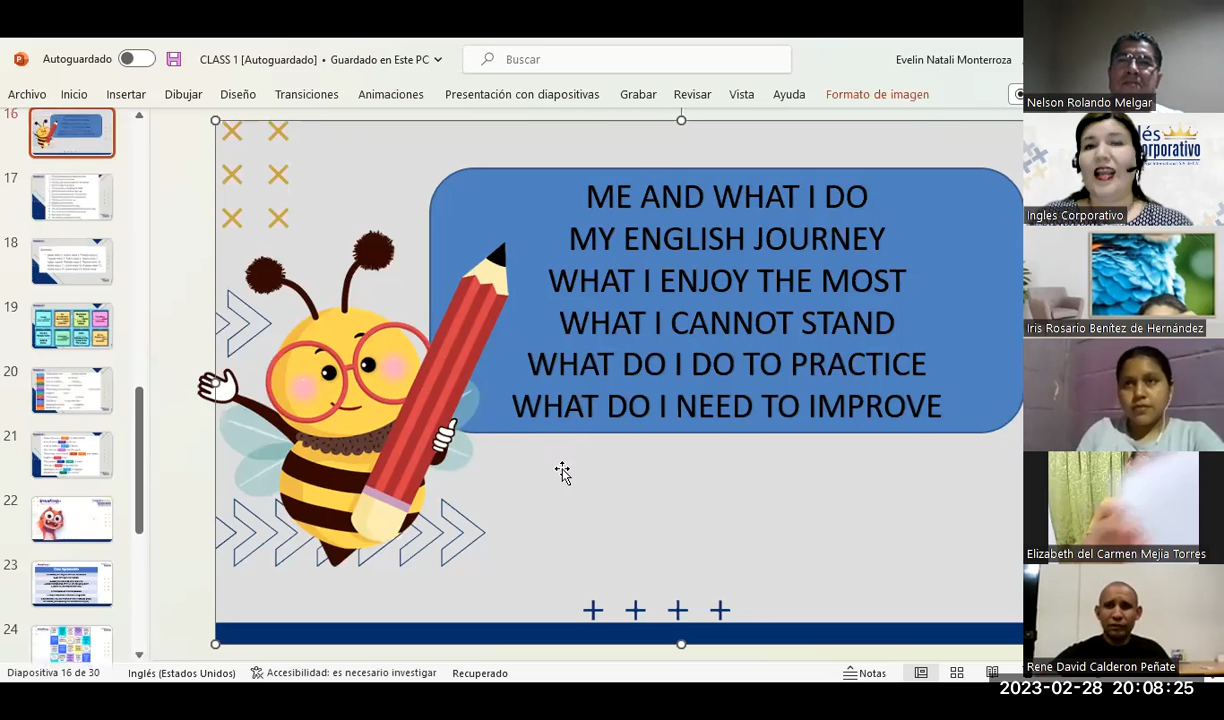 Autoguardado
CLASS 1 [Autoguardado] • Guardado en Este PC
Buscar
Evelin Natali Monterroza
Archivo Inicio Insertar Dibujar Diseño Transiciones Animaciones Presentación con diapositivas Grabar Revisar Vista Ayuda Formato de imagen
16
17
18
19
20
21
22
23
24
ME AND WHAT I DO
MY ENGLISH JOURNEY
WHAT I ENJOY THE MOST
WHAT I CANNOT STAND
WHAT DO I DO TO PRACTICE
WHAT DO I NEED TO IMPROVE
Nelson Rolando Melgar
lés
orporativo
Ingles Corporativo
Iris Rosario Benítez de Hernández
Elizabeth del Carmen Mejia Torres
Rene David Calderon Peñate
Diapositiva 16 de 30
Inglés (Estados Unidos)
Accesibilidad: es necesario investigar
Recuperado
Notas
2023-02-28 20:08:25